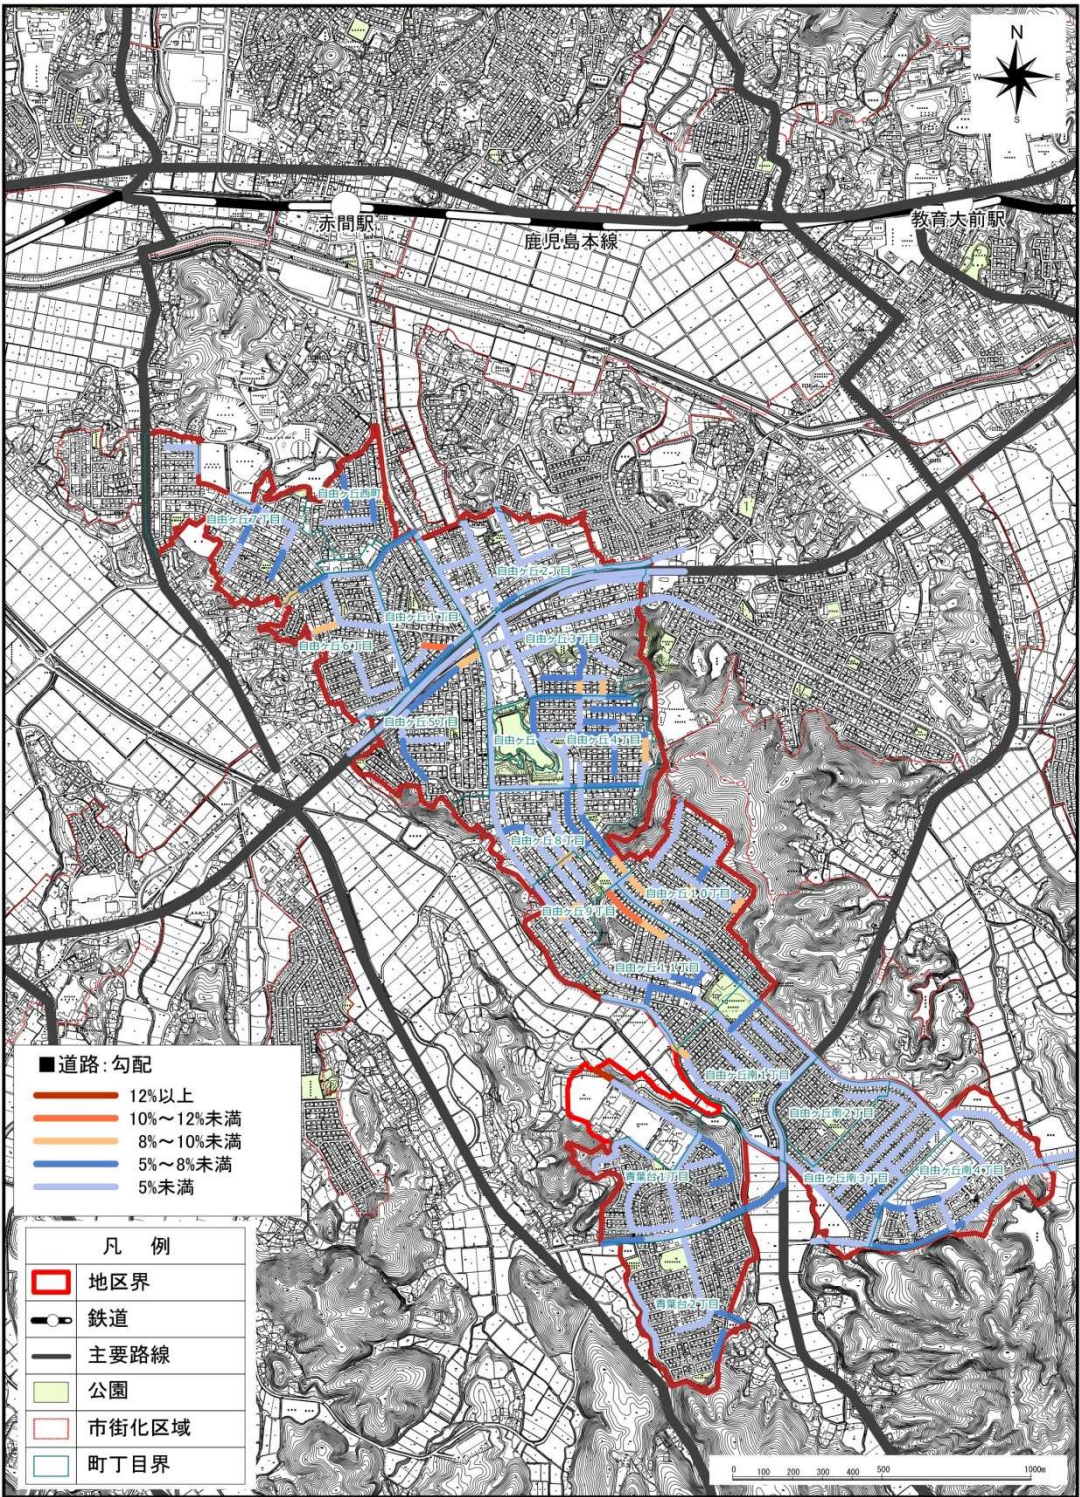 N
W
E
S
赤間駅
鹿児島本線
教育大前駅
自由ヶ丘西町
自由ヶ丘7丁目
自由ヶ丘2丁目
自由ヶ丘1丁目
自由ヶ丘3丁目
自由ヶ丘6丁目
自由ヶ丘5丁目
自由ヶ丘
自由ヶ丘4丁目
自由ヶ丘8丁目
自由ヶ丘10丁目
自由ヶ丘9丁目
自由ヶ丘11丁目
自由ヶ丘南1丁目
自由ヶ丘南2丁目
自由ヶ丘南3丁目
自由ヶ丘南4丁目
青葉台1丁目
青葉台2丁目
■道路:勾配
12%以上
10%～12%未満
8%～10%未満
5%～8%未満
5%未満
凡 例
地区界
鉄道
主要路線
公園
市街化区域
町丁目界
0 100 200 300 400 500 1000m